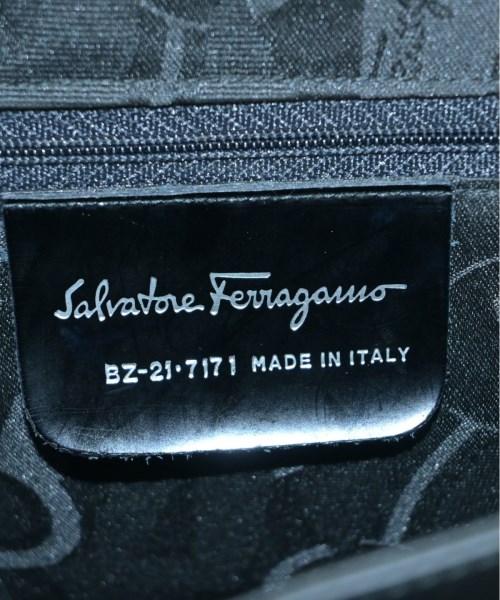 Salvatore Ferragamo
BZ-21·7171 MADE IN ITALY